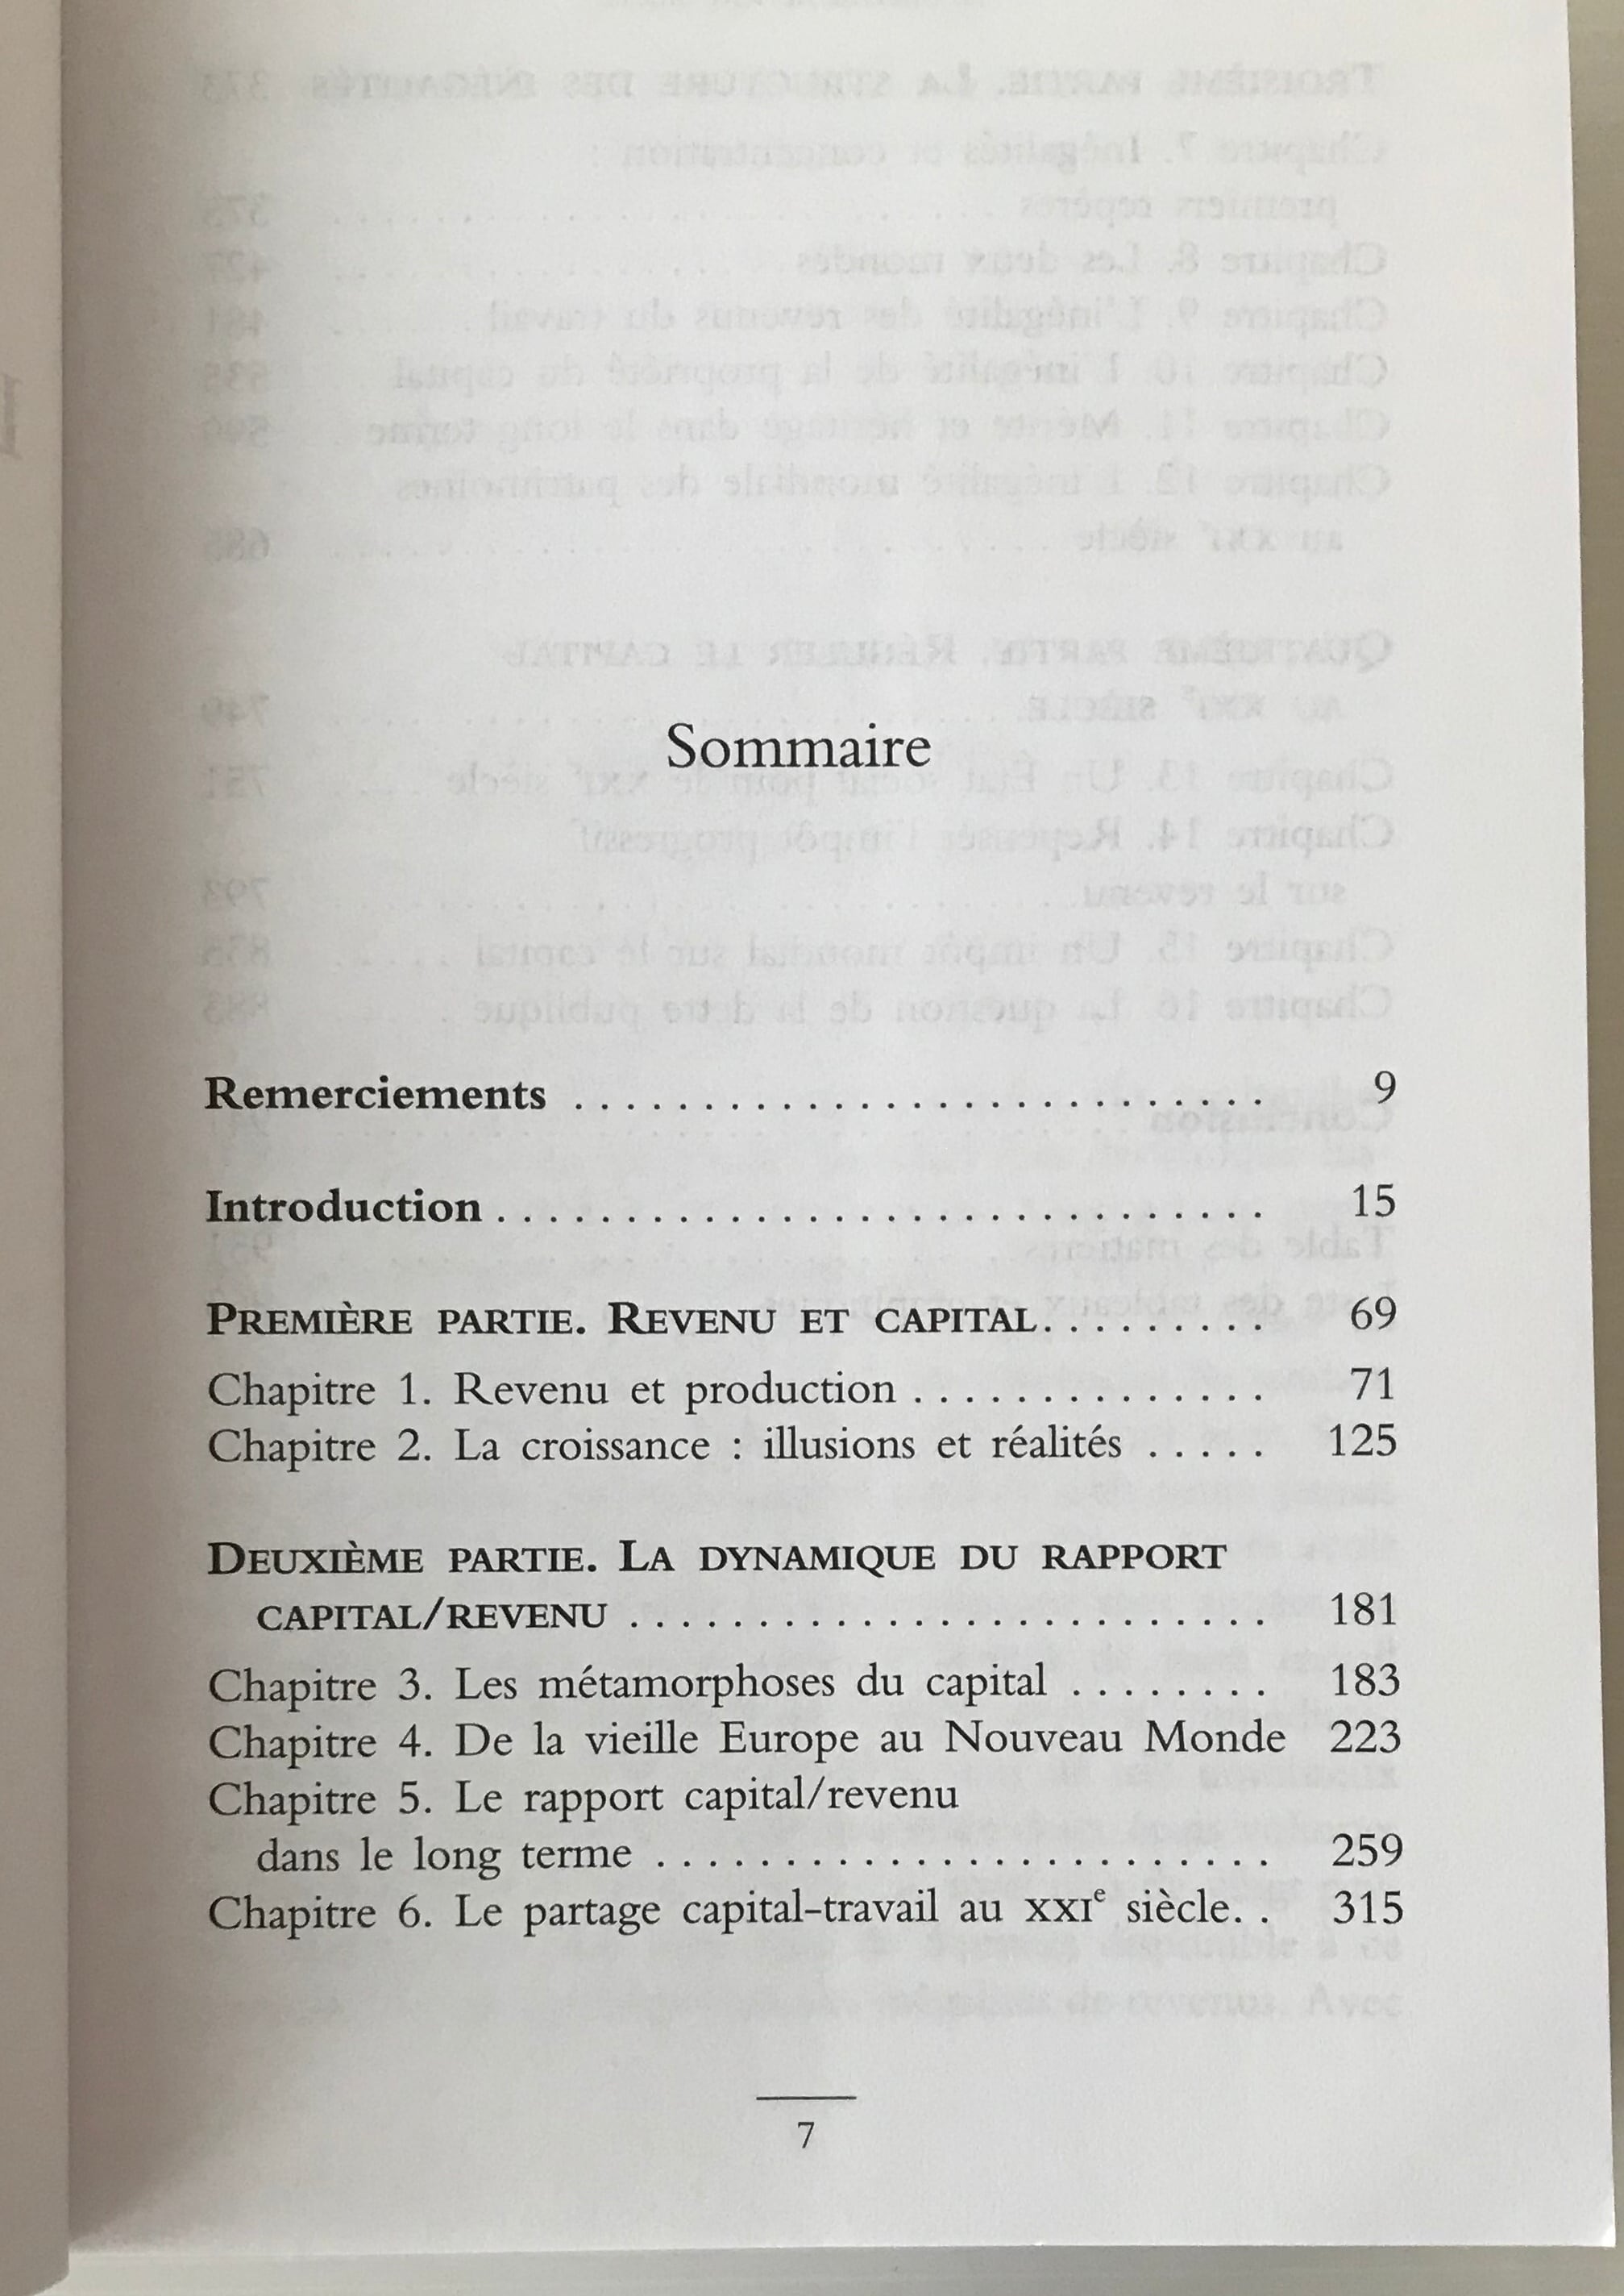 Sommaire
Remerciements ............................ 9
Introduction .............................. 15
PREMIÈRE PARTIE. REVENU ET CAPITAL ......... 69
Chapitre 1. Revenu et production .............. 71
Chapitre 2. La croissance : illusions et réalités ..... 125
DEUXIÈME PARTIE. LA DYNAMIQUE DU RAPPORT
CAPITAL/REVENU ......................... 181
Chapitre 3. Les métamorphoses du capital ........ 183
Chapitre 4. De la vieille Europe au Nouveau Monde 223
Chapitre 5. Le rapport capital/revenu
dans le long terme ........................ 259
Chapitre 6. Le partage capital-travail au XXIe siècle. . 315
7